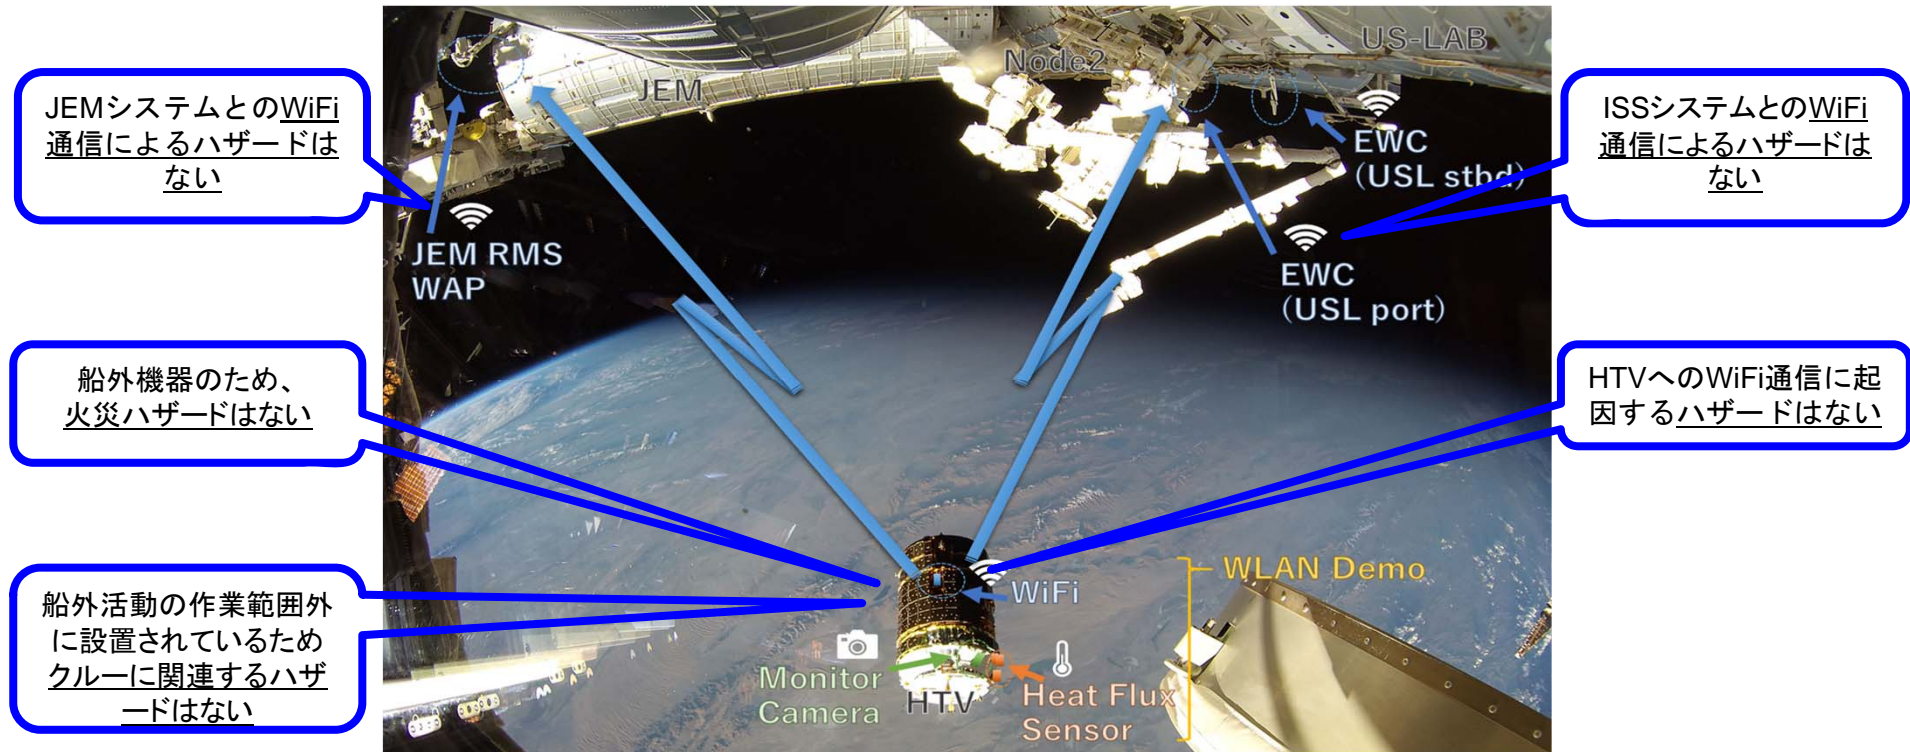 JEMシステムとのWiFi
通信によるハザードは
ない
船外機器のため、
火災ハザードはない
船外活動の作業範囲外
に設置されているため
クルーに関連するハザ
ードはない
JEM
Node2
US-LAB
JEM RMS
WAP
EWC
(USL stbd)
EWC
(USL port)
WiFi
WLAN Demo
Monitor
Camera
HTV
Heat Flux
Sensor
ISSシステムとのWiFi
通信によるハザードは
ない
HTVへのWiFi通信に起
因するハザードはない